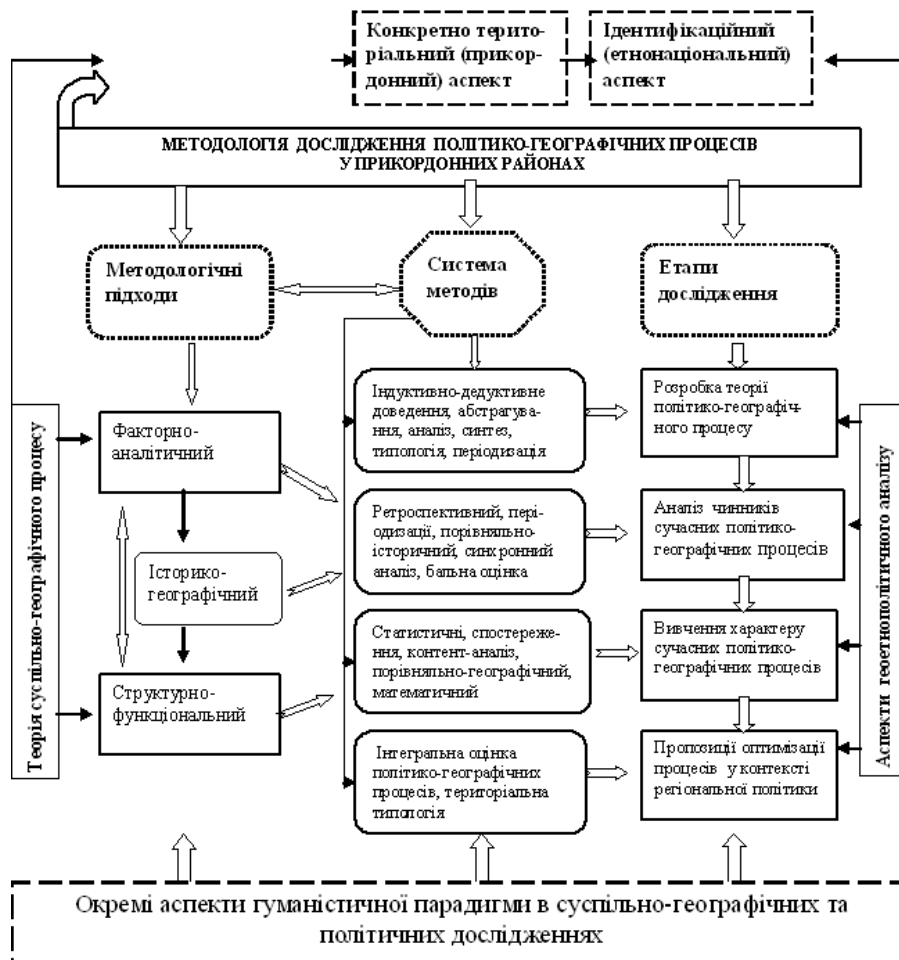 Конкретно терито-
ріальний (прикор-
донний) аспект
Ідентифікаційний
(етнонаціональний)
аспект
МЕТОДОЛОГІЯ ДОСЛІДЖЕННЯ ПОЛІТИКО-ГЕОГРАФІЧНИХ ПРОЦЕСІВ
У ПРИКОРДОННИХ РАЙОНАХ
Методологічні
підходи
Система
методів
Етапи
дослідження
Теорія суспільно-географічного процесу
Факторно-
аналітичний
Історико-
географічний
Структурно-
функціональний
Індуктивно-дедуктивне
доведення, абстрагува-
ння, аналіз, синтез,
типологія, періодизація
Ретроспективний, пері-
одизації, порівняльно-
історичний, синхронний
аналіз, бальна оцінка
Статистичні, спостереже-
ння, контент-аналіз,
порівняльно-географічний,
математичний
Інтегральна оцінка
політико-географічних
процесів, територіальна
типологія
Розробка теорії
політико-географіч-
ного процесу
Аналіз чинників
сучасних політико-
географічних процесів
Вивчення характеру
сучасних політико-
географічних процесів
Пропозиції оптимізації
процесів у контексті
регіональної політики
Аспекти геоетнополітичного аналізу
Окремі аспекти гуманістичної парадигми в суспільно-географічних та
політичних дослідженнях